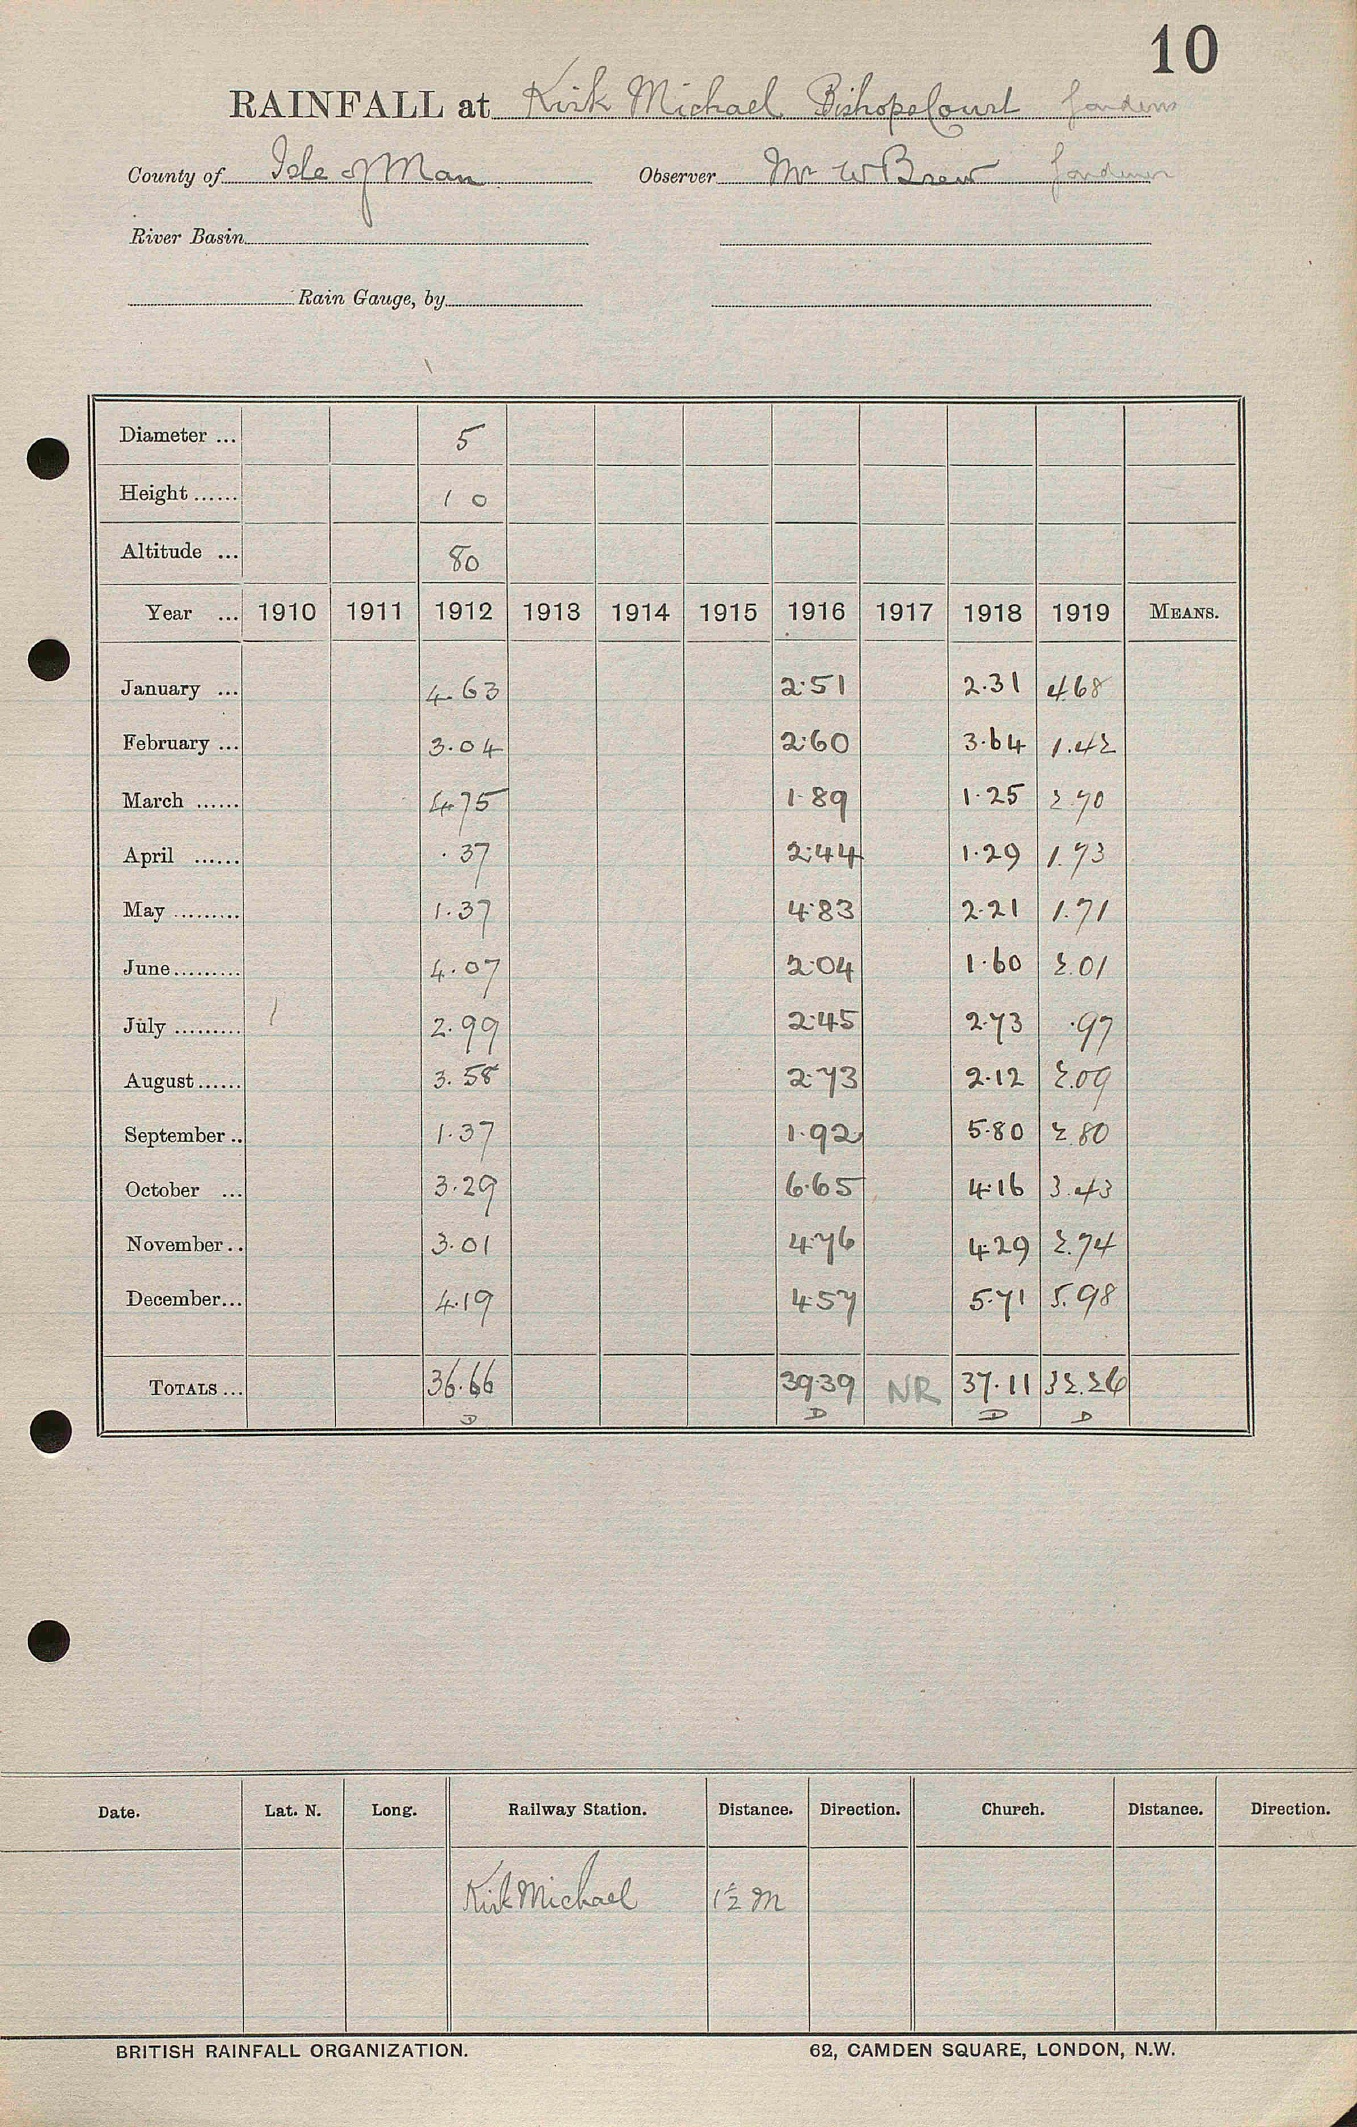 10
RAINFALL at Kirk Michael Bishopscourt Gardens
County of Isle of Man Observer Mr W Brew Gardener
River Basin
Rain Gauge, by
Diameter ... 5
Height ...... 1 0
Altitude ... 80
Year ... 1910 1911 1912 1913 1914 1915 1916 1917 1918 1919 MEANS.
January ... 4.63 2.51 2.31 4.68
February ... 3.04 2.60 3.64 1.42
March ...... 4.75 1.89 1.25 2.70
April ...... .37 2.44 1.29 1.73
May ......... 1.37 4.83 2.21 1.71
June ......... 4.07 2.04 1.60 2.01
July ......... 2.99 2.45 2.73 .97
August ...... 3.58 2.73 2.12 2.09
September .. 1.37 1.92 5.80 2.80
October ... 3.29 6.65 4.16 3.43
November .. 3.01 4.76 4.29 2.74
December ... 4.19 4.57 5.71 5.98
TOTALS ... 36.66 39.39 NR 37.11 32.26
D D D D
Date. Lat. N. Long. Railway Station. Distance. Direction. Church. Distance. Direction.
Kirk Michael 1½ M
BRITISH RAINFALL ORGANIZATION. 62, CAMDEN SQUARE, LONDON, N.W.